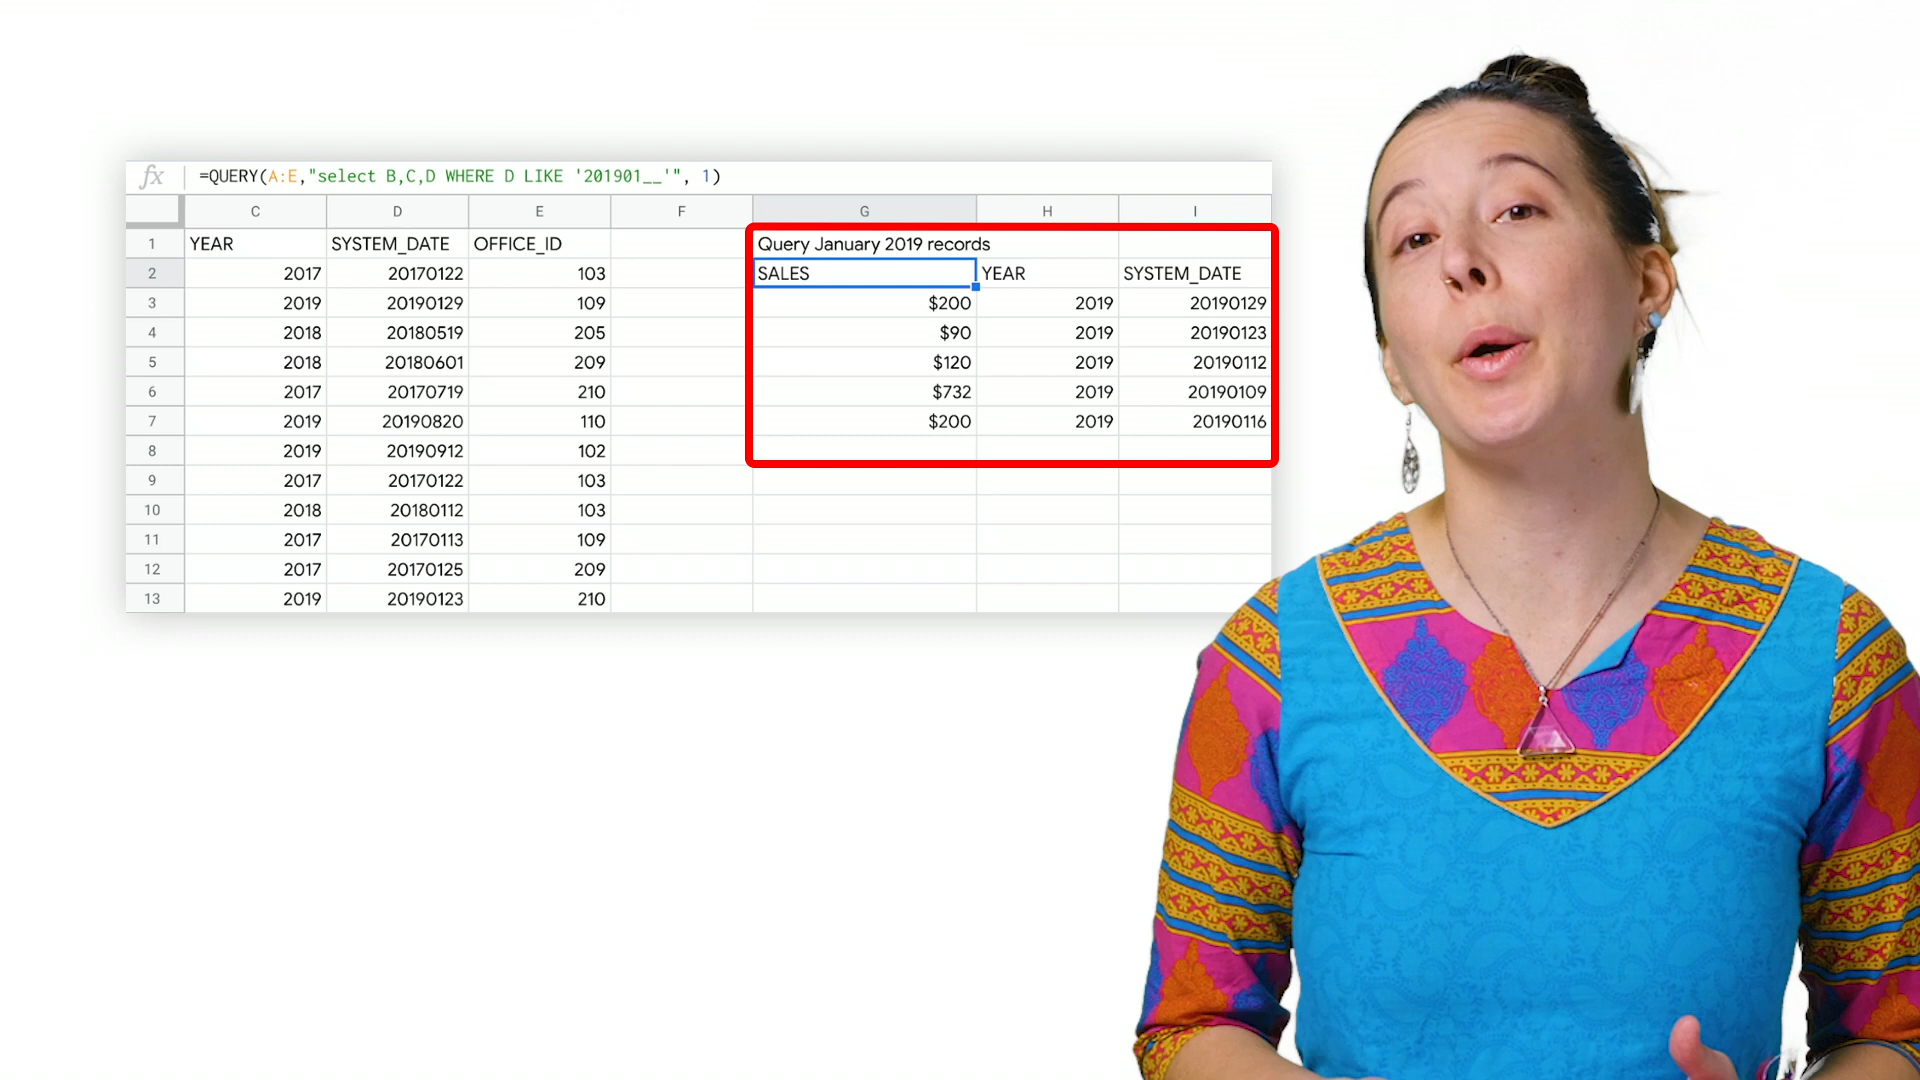 fx =QUERY(A:E,"select B,C,D WHERE D LIKE '201901__'", 1)
C D E F G H I
1 YEAR SYSTEM_DATE OFFICE_ID Query January 2019 records
2 2017 20170122 103 SALES YEAR SYSTEM_DATE
3 2019 20190129 109 $200 2019 20190129
4 2018 20180519 205 $90 2019 20190123
5 2018 20180601 209 $120 2019 20190112
6 2017 20170719 210 $732 2019 20190109
7 2019 20190820 110 $200 2019 20190116
8 2019 20190912 102
9 2017 20170122 103
10 2018 20180112 103
11 2017 20170113 109
12 2017 20170125 209
13 2019 20190123 210